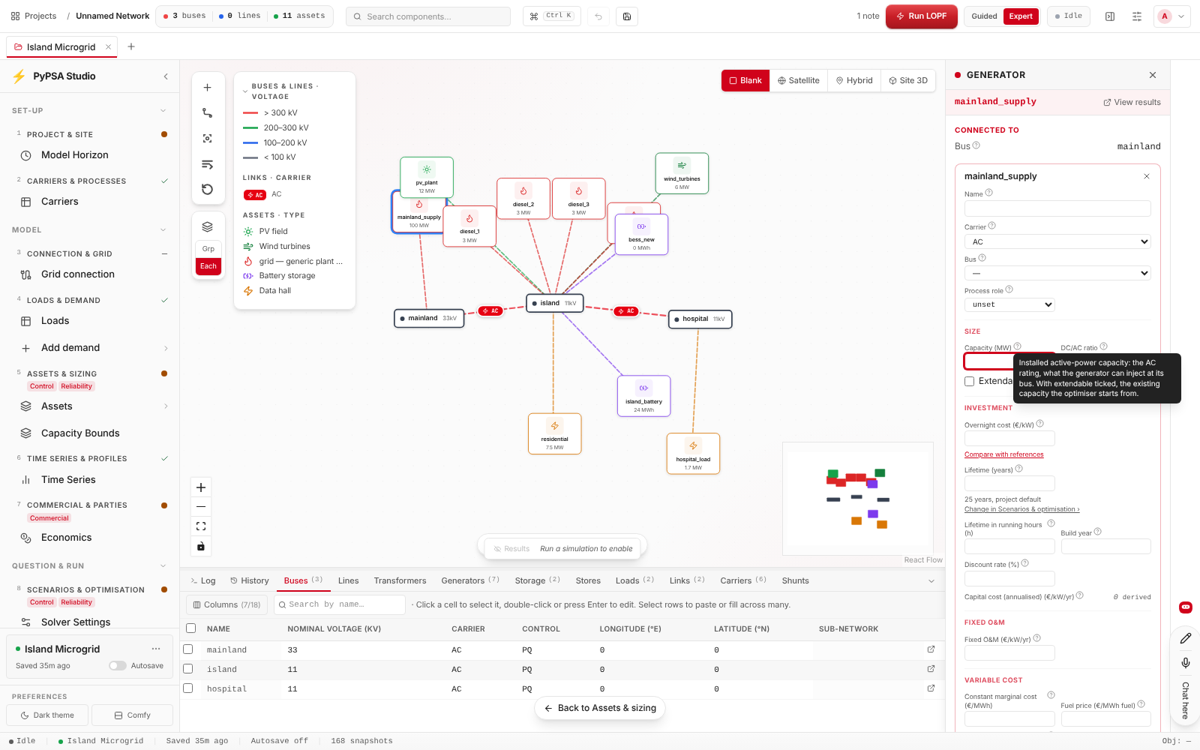 Projects / Unnamed Network
3 buses 0 lines 11 assets
Search components...
⌘ Ctrl K
1 note
Run LOPF
Guided Expert
Idle
A
Island Microgrid × +
PyPSA Studio
SET-UP
1 PROJECT & SITE
Model Horizon
2 CARRIERS & PROCESSES
Carriers
MODEL
3 CONNECTION & GRID
Grid connection
4 LOADS & DEMAND
Loads
Add demand
5 ASSETS & SIZING
Control Reliability
Assets
Capacity Bounds
6 TIME SERIES & PROFILES
Time Series
7 COMMERCIAL & PARTIES
Commercial
Economics
QUESTION & RUN
8 SCENARIOS & OPTIMISATION
Control Reliability
Solver Settings
Island Microgrid ...
Saved 35m ago Autosave
PREFERENCES
Dark theme Comfy
Grp
Each
BUSES & LINES ·
VOLTAGE
> 300 kV
200–300 kV
100–200 kV
< 100 kV
LINKS · CARRIER
AC AC
ASSETS · TYPE
PV field
Wind turbines
grid — generic plant ...
Battery storage
Data hall
Blank Satellite Hybrid Site 3D
pv_plant
12 MW
mainland_supply
100 MW
diesel_1
3 MW
diesel_2
3 MW
diesel_3
3 MW
wind_turbines
6 MW
bess_new
0 MWh
mainland 33kV
AC
island 11kV
AC
hospital 11kV
island_battery
24 MWh
residential
7.5 MW
hospital_load
1.7 MW
Results Run a simulation to enable
React Flow
Log History Buses (3) Lines Transformers Generators (7) Storage (2) Stores Loads (2) Links (2) Carriers (6) Shunts
Columns (7/18) Search by name... · Click a cell to select it, double-click or press Enter to edit. Select rows to paste or fill across many.
NAME NOMINAL VOLTAGE (KV) CARRIER CONTROL LONGITUDE (°E) LATITUDE (°N) SUB-NETWORK
mainland 33 AC PQ 0 0
island 11 AC PQ 0 0
hospital 11 AC PQ 0 0
← Back to Assets & sizing
GENERATOR ×
mainland_supply View results
CONNECTED TO
Bus mainland
mainland_supply ×
Name
Carrier
AC
Bus
—
Process role
unset
SIZE
Capacity (MW) DC/AC ratio
Installed active-power capacity: the AC
rating, what the generator can inject at its
bus. With extendable ticked, the existing
capacity the optimiser starts from.
Extenda
INVESTMENT
Overnight cost (€/kW)
Compare with references
Lifetime (years)
25 years, project default
Change in Scenarios & optimisation ›
Lifetime in running hours
(h)
Build year
Discount rate (%)
Capital cost (annualised) (€/kW/yr) 0 derived
FIXED O&M
Fixed O&M (€/kW/yr)
VARIABLE COST
Constant marginal cost
(€/MWh)
Fuel price (€/MWh fuel)
Chat here
Idle Island Microgrid Saved 35m ago Autosave off 168 snapshots Obj: —